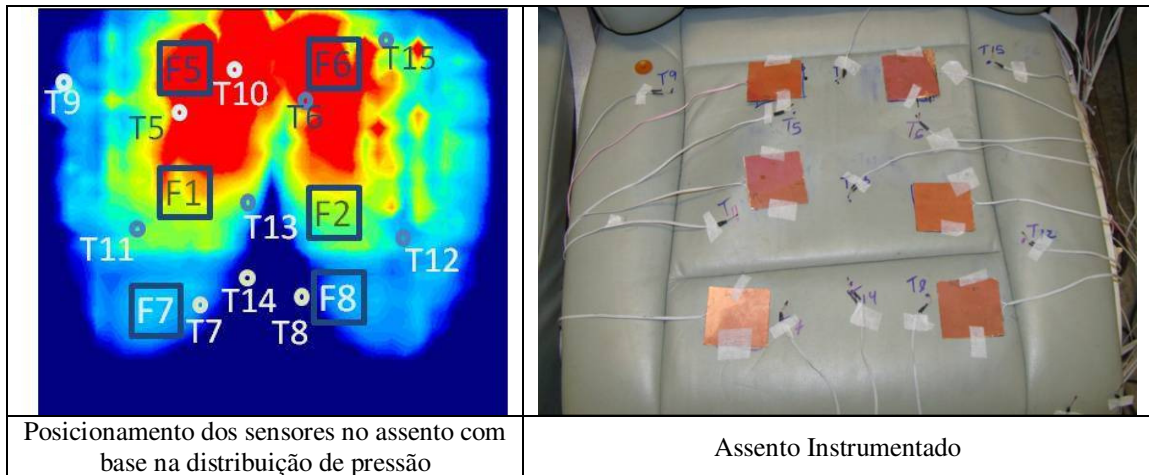 F5 F6 T15
T9 T10
T5 T6
F1 F2
T13
T11 T12
T14
F7 T7 T8 F8
T9 T15
T5 T6
T11
T12
T14 T8
Posicionamento dos sensores no assento com
base na distribuição de pressão
Assento Instrumentado